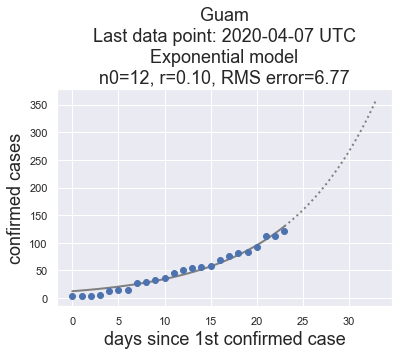 Guam
Last data point: 2020-04-07 UTC
Exponential model
n0=12, r=0.10, RMS error=6.77
350
300
250
200
150
100
50
0
confirmed cases
0 5 10 15 20 25 30
days since 1st confirmed case